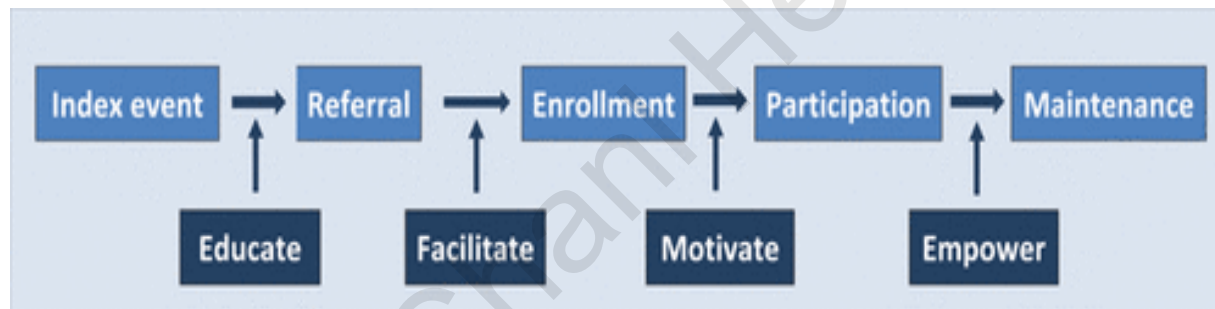 Index event Referral Enrollment Participation Maintenance
Educate Facilitate Motivate Empower